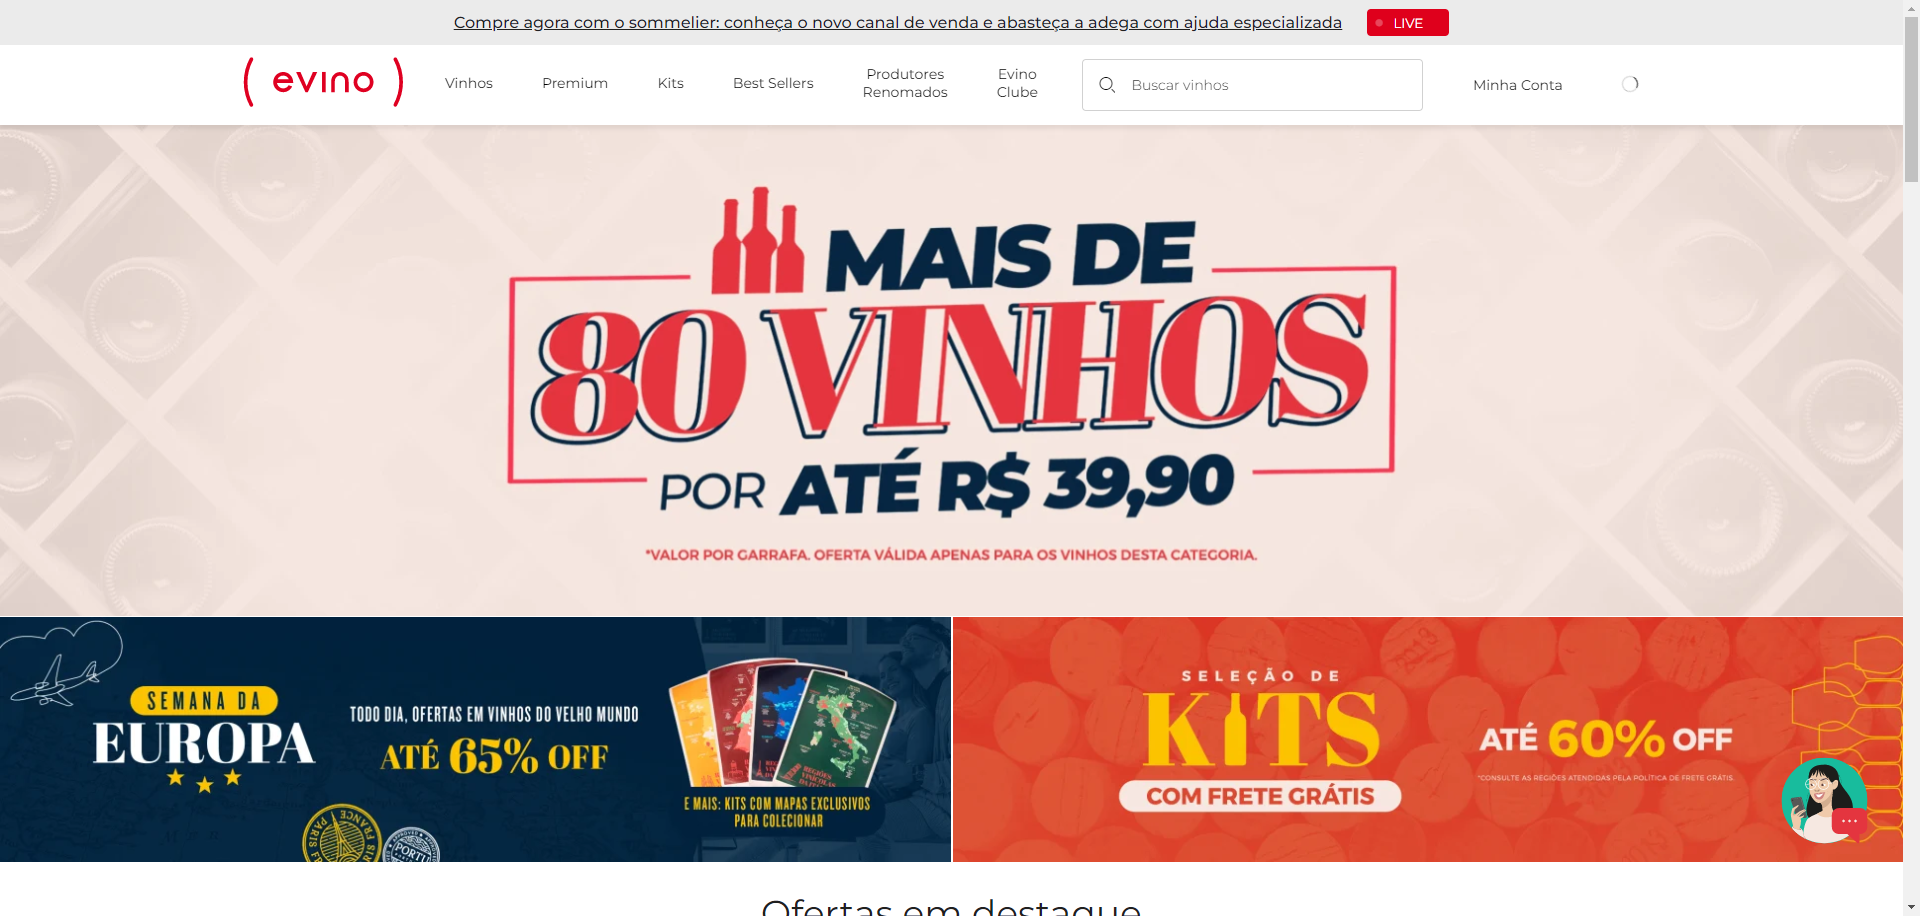 Compre agora com o sommelier: conheça o novo canal de venda e abasteça a adega com ajuda especializada
LIVE
( evino )
Vinhos
Premium
Kits
Best Sellers
Produtores
Renomados
Evino
Clube
Buscar vinhos
Minha Conta
MAIS DE
80 VINHOS
POR ATÉ R$ 39,90
*VALOR POR GARRAFA. OFERTA VÁLIDA APENAS PARA OS VINHOS DESTA CATEGORIA.
SEMANA DA
EUROPA
TODO DIA, OFERTAS EM VINHOS DO VELHO MUNDO
ATÉ 65% OFF
E MAIS: KITS COM MAPAS EXCLUSIVOS
PARA COLECIONAR
PARIS FRANCE
SELEÇÃO DE
KITS
COM FRETE GRÁTIS
ATÉ 60% OFF
*CONSULTE AS REGIÕES ATENDIDAS PELA POLÍTICA DE FRETE GRÁTIS.
2018
Ofertas em destaque